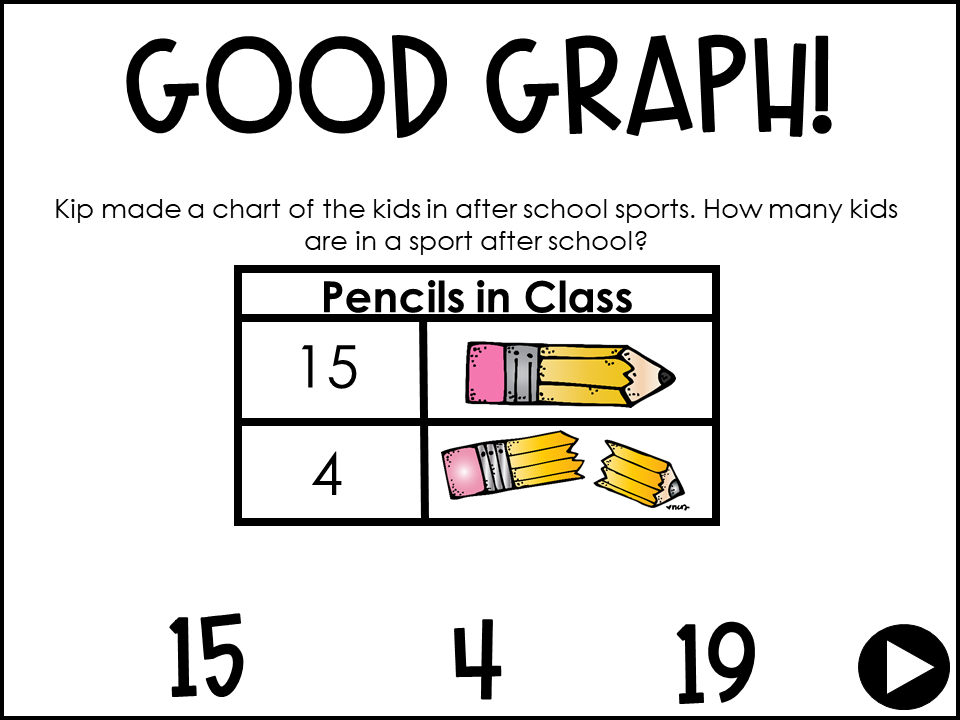 GOOD GRAPH!
Kip made a chart of the kids in after school sports. How many kids
are in a sport after school?
Pencils in Class
15
4
15 4 19